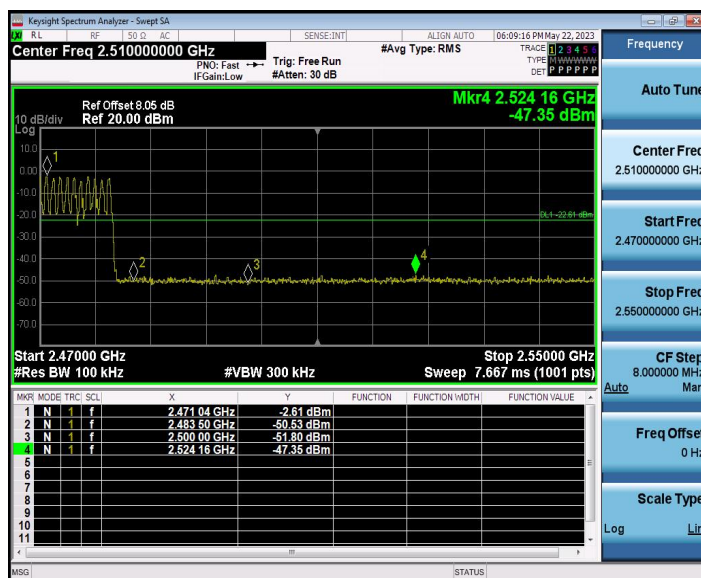 Keysight Spectrum Analyzer - Swept SA
LXI RL RF 50 Ω AC SENSE:INT ALIGN AUTO 06:09:16 PM May 22, 2023
Center Freq 2.510000000 GHz
PNO: Fast
IFGain:Low
Trig: Free Run
#Atten: 30 dB
#Avg Type: RMS
TRACE 1 2 3 4 5 6
TYPE M W W W W W
DET P P P P P P
Ref Offset 8.05 dB
10 dB/div Ref 20.00 dBm
Log
Mkr4 2.524 16 GHz
-47.35 dBm
10.0
0.00
-10.0
-20.0
-30.0
-40.0
-50.0
-60.0
-70.0
1
2
3
4
DL1 -22.61 dBm
Start 2.47000 GHz Stop 2.55000 GHz
#Res BW 100 kHz #VBW 300 kHz Sweep 7.667 ms (1001 pts)
MKR MODE TRC SCL X Y FUNCTION FUNCTION WIDTH FUNCTION VALUE
1 N 1 f 2.471 04 GHz -2.61 dBm
2 N 1 f 2.483 50 GHz -50.53 dBm
3 N 1 f 2.500 00 GHz -51.80 dBm
4 N 1 f 2.524 16 GHz -47.35 dBm
5
6
7
8
9
10
11
MSG STATUS
Frequency
Auto Tune
Center Freq
2.510000000 GHz
Start Freq
2.470000000 GHz
Stop Freq
2.550000000 GHz
CF Step
8.000000 MHz
Auto Man
Freq Offset
0 Hz
Scale Type
Log Lin